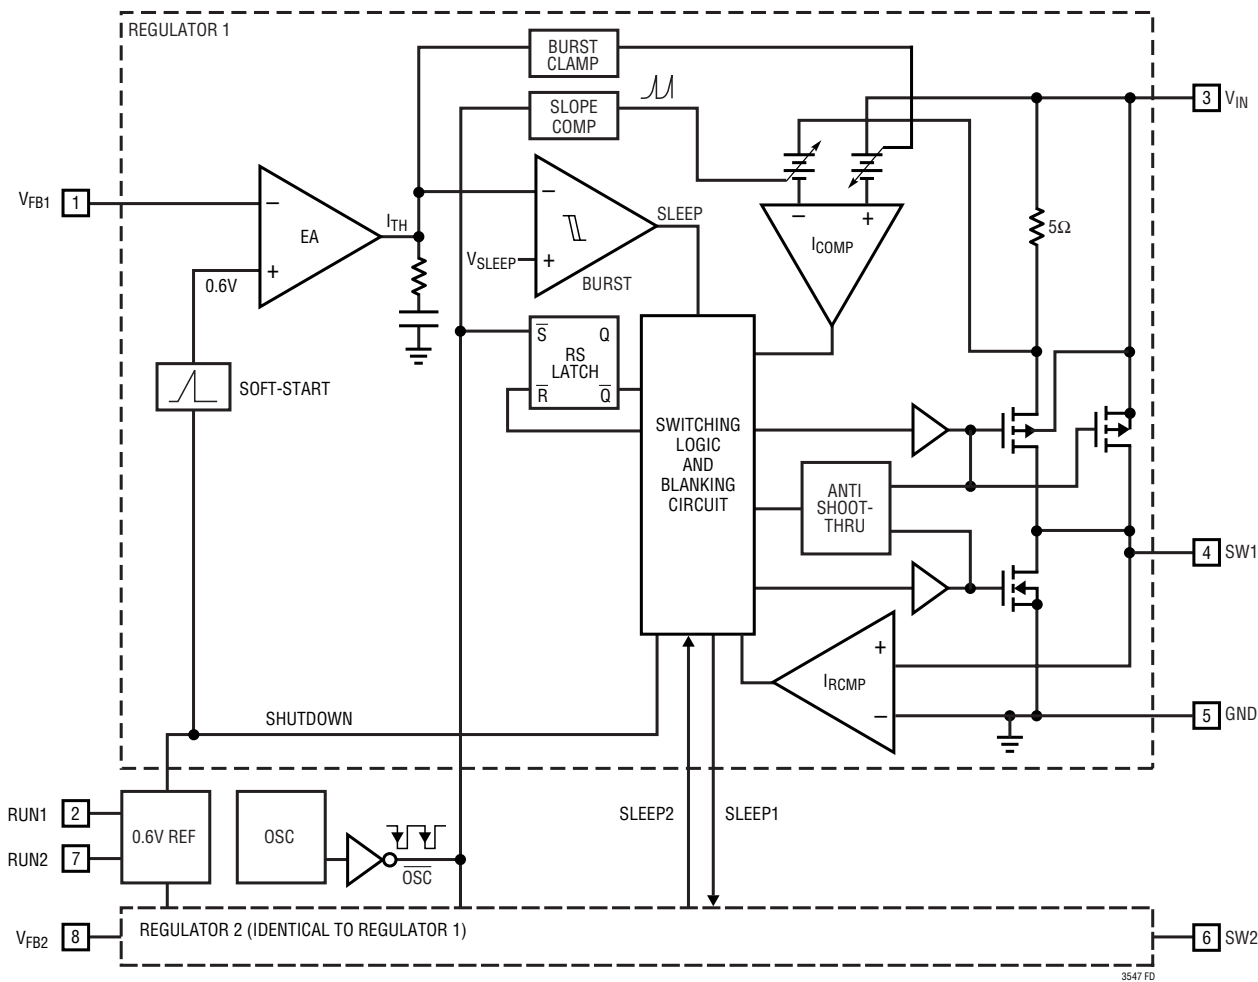 REGULATOR 1
BURST
CLAMP
SLOPE
COMP
3 VIN
VFB1 1
− EA +
ITH
0.6V
− +
VSLEEP
BURST
SLEEP
− +
ICOMP
5Ω
S̅ Q
RS
LATCH
R̅ Q̅
SOFT-START
SWITCHING
LOGIC
AND
BLANKING
CIRCUIT
ANTI
SHOOT-
THRU
4 SW1
+
IRCMP
−
5 GND
SHUTDOWN
RUN1 2
RUN2 7
0.6V REF
OSC
O̅S̅C̅
SLEEP2
SLEEP1
VFB2 8
REGULATOR 2 (IDENTICAL TO REGULATOR 1)
6 SW2
3547 FD